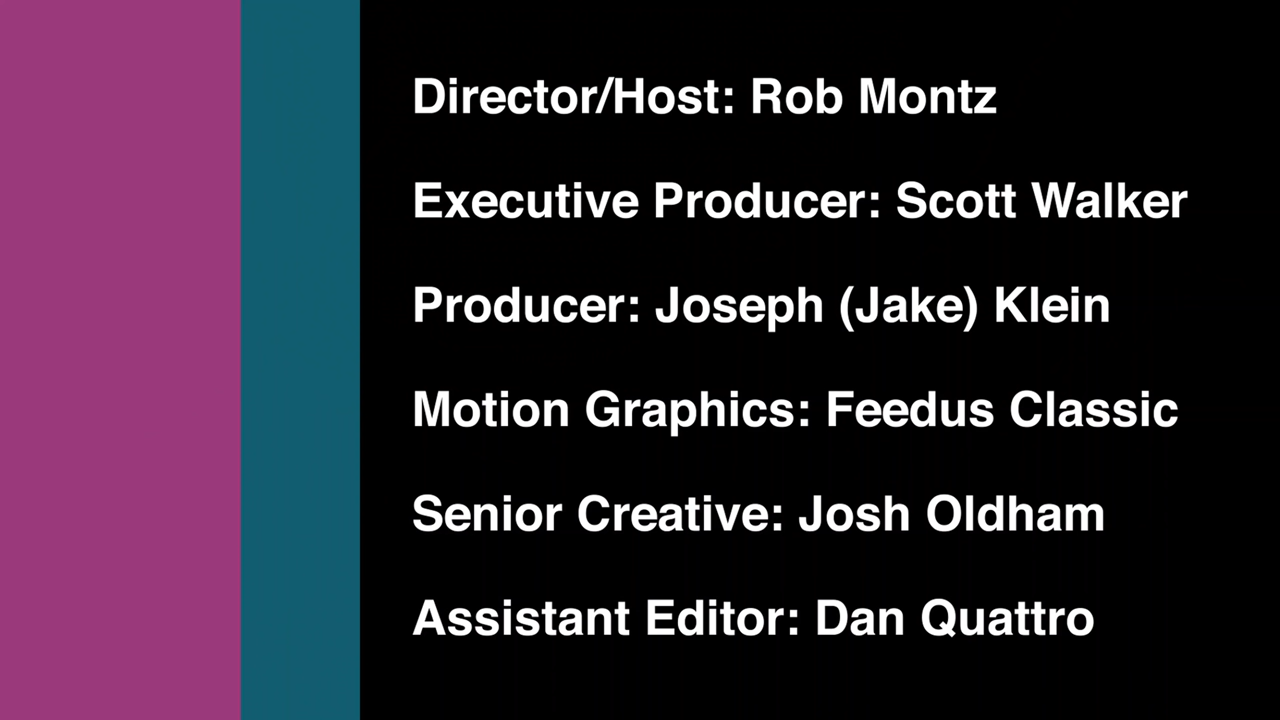 Director/Host: Rob Montz
Executive Producer: Scott Walker
Producer: Joseph (Jake) Klein
Motion Graphics: Feedus Classic
Senior Creative: Josh Oldham
Assistant Editor: Dan Quattro